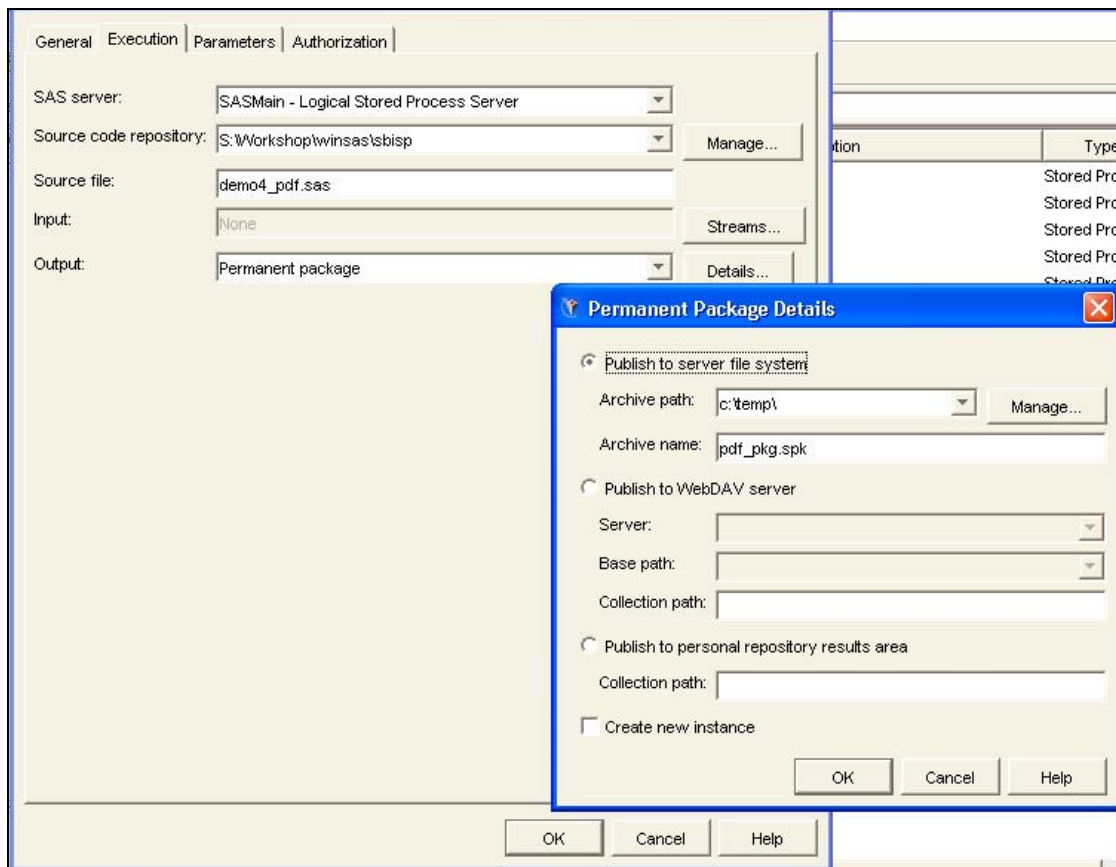 General Execution Parameters Authorization
SAS server: SASMain - Logical Stored Process Server
Source code repository: S:\Workshop\winsas\sbisp Manage...
Source file: demo4_pdf.sas
Input: None Streams...
Output: Permanent package Details...
OK Cancel Help
ption Type
Stored Pro
Stored Pro
Stored Pro
Stored Pro
Stored Pro
Permanent Package Details
Publish to server file system
Archive path: c:\temp\ Manage...
Archive name: pdf_pkg.spk
Publish to WebDAV server
Server:
Base path:
Collection path:
Publish to personal repository results area
Collection path:
Create new instance
OK Cancel Help